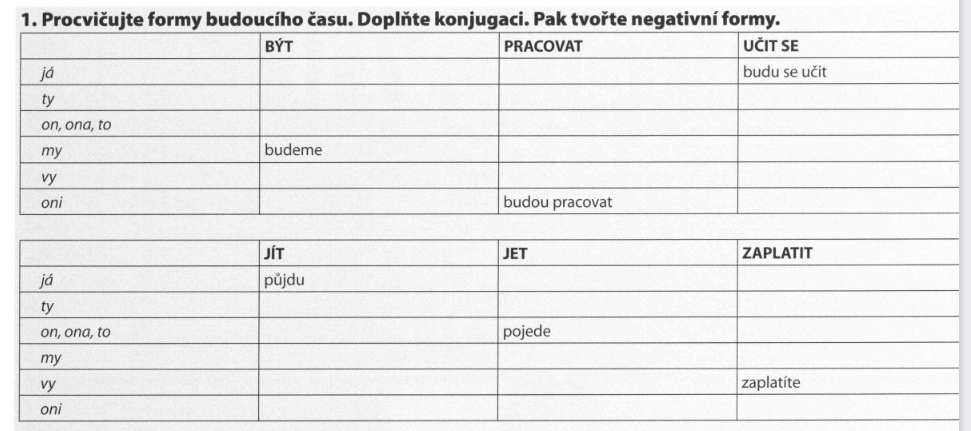 1. Procvičujte formy budoucího času. Doplňte konjugaci. Pak tvořte negativní formy.
BÝT PRACOVAT UČIT SE
já budu se učit
ty
on, ona, to
my budeme
vy
oni budou pracovat
JÍT JET ZAPLATIT
já půjdu
ty
on, ona, to pojede
my
vy zaplatíte
oni